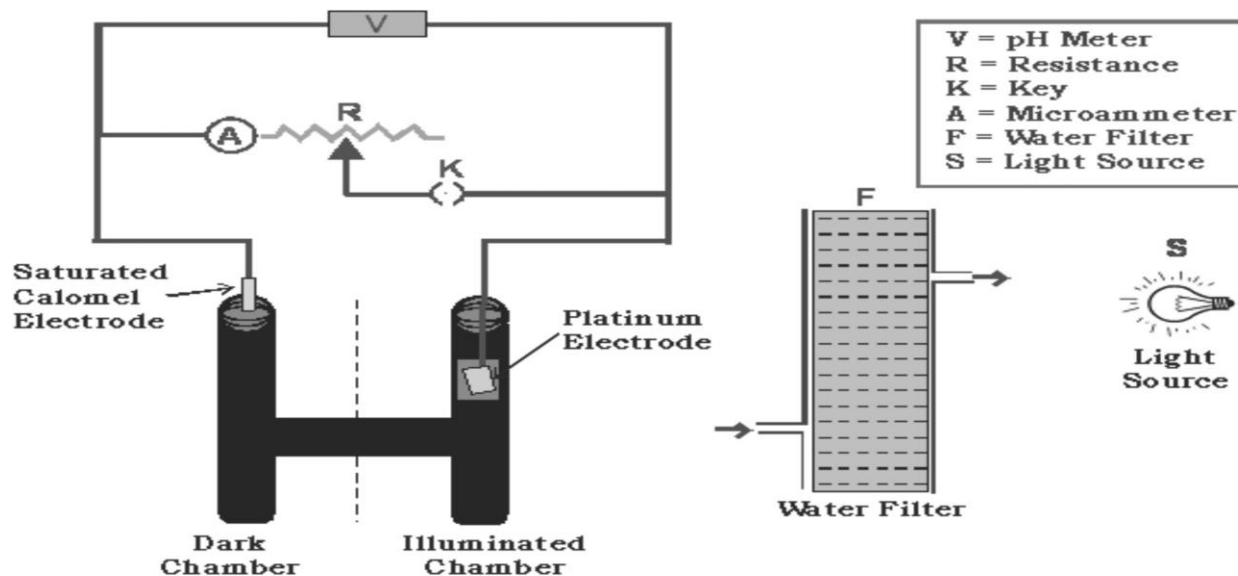 V
V = pH Meter
R = Resistance
K = Key
A = Microammeter
F = Water Filter
S = Light Source
R
A
K
F
S
Saturated
Calomel
Electrode
Platinum
Electrode
Light
Source
Water Filter
Dark
Chamber
Illuminated
Chamber